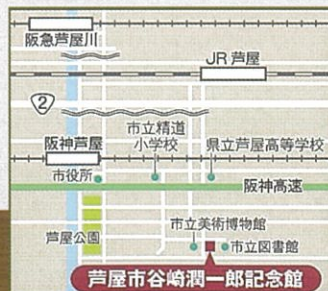 阪急芦屋川
JR 芦屋
2
阪神芦屋
市立精道
小学校
県立芦屋高等学校
市役所
阪神高速
芦屋公園
市立美術博物館
市立図書館
芦屋市谷崎潤一郎記念館